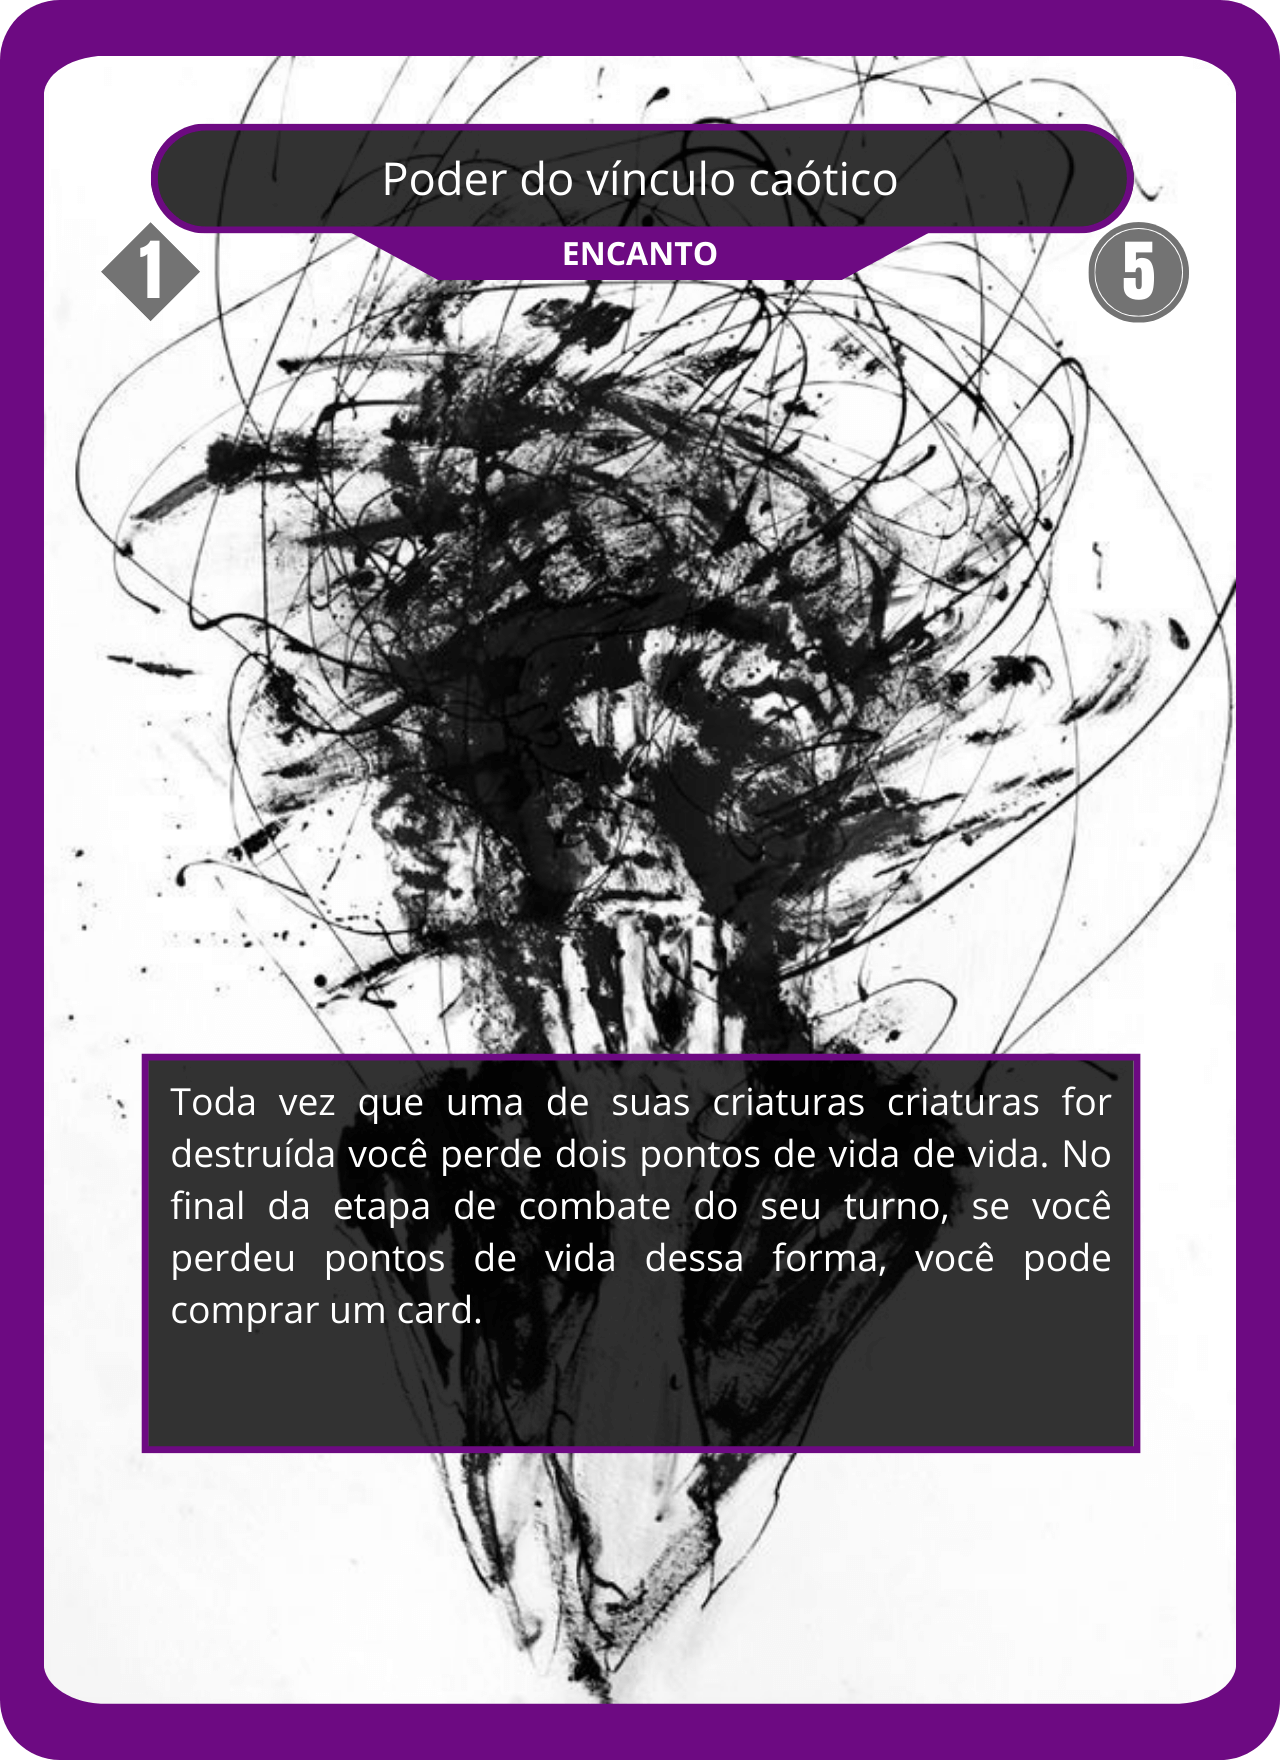 Poder do vínculo caótico
ENCANTO
1
5
Toda vez que uma de suas criaturas criaturas for
destruída você perde dois pontos de vida de vida. No
final da etapa de combate do seu turno, se você
perdeu pontos de vida dessa forma, você pode
comprar um card.